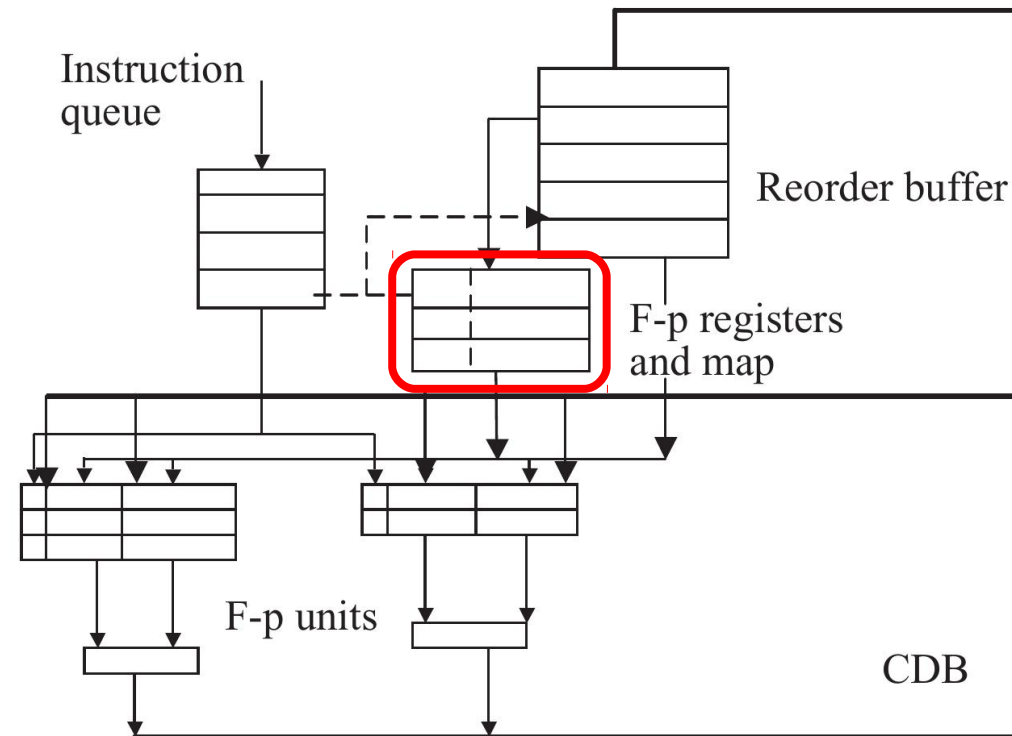 Instruction
queue
Reorder buffer
F-p registers
and map
F-p units
CDB